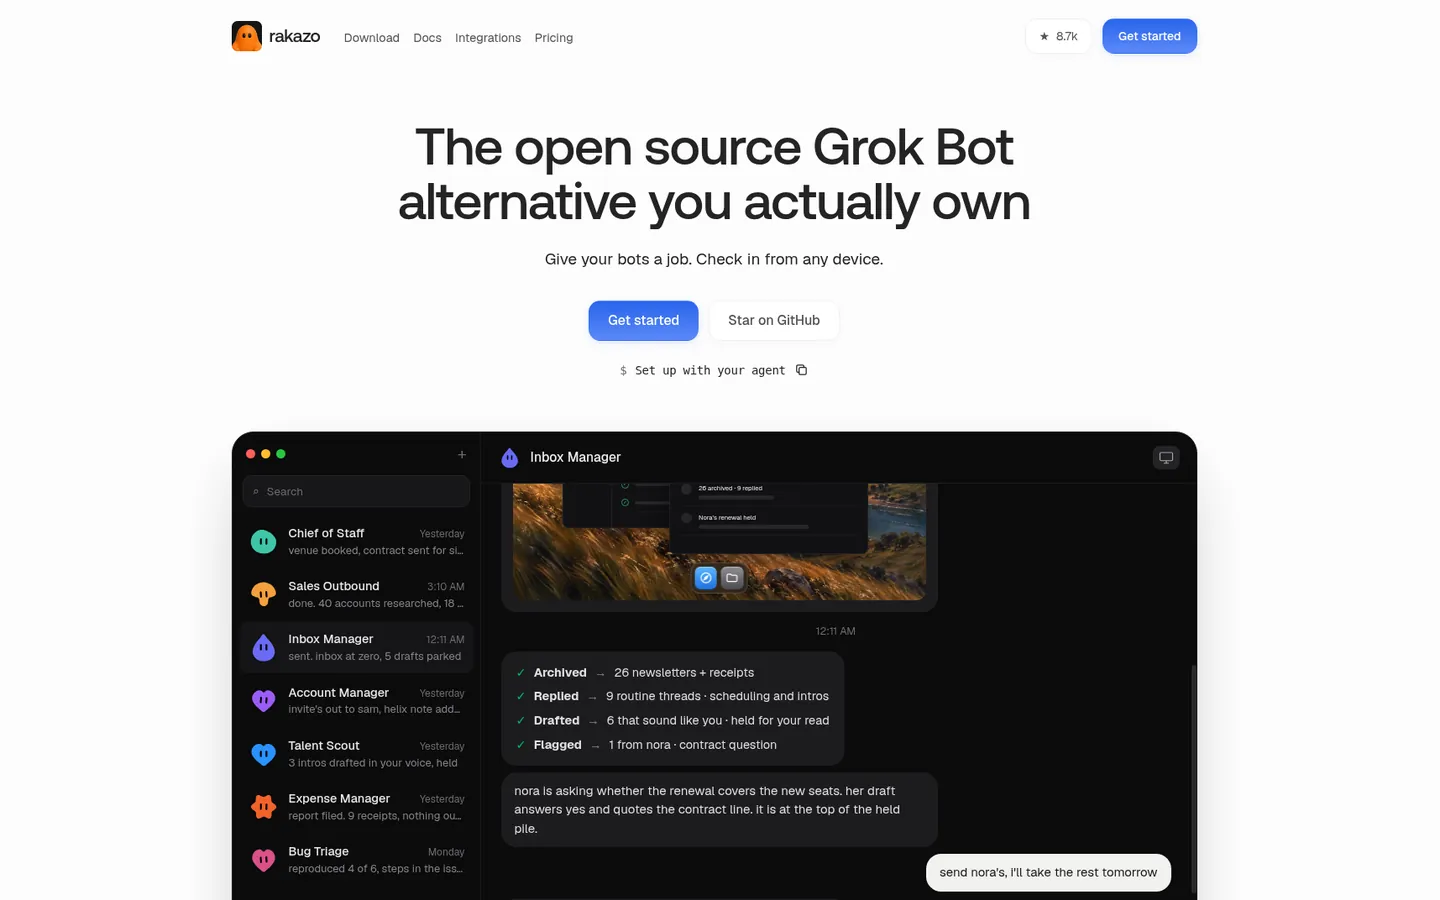 rakazo
Download
Docs
Integrations
Pricing
★ 8.7k
Get started
The open source Grok Bot
alternative you actually own
Give your bots a job. Check in from any device.
Get started
Star on GitHub
$ Set up with your agent
Search
Chief of Staff
Yesterday
venue booked, contract sent for si...
Sales Outbound
3:10 AM
done. 40 accounts researched, 18 ...
Inbox Manager
12:11 AM
sent. inbox at zero, 5 drafts parked
Account Manager
Yesterday
invite's out to sam, helix note add...
Talent Scout
Yesterday
3 intros drafted in your voice, held
Expense Manager
Yesterday
report filed. 9 receipts, nothing ou...
Bug Triage
Monday
reproduced 4 of 6, steps in the iss...
Inbox Manager
26 archived · 9 replied
Nora's renewal held
12:11 AM
✓ Archived → 26 newsletters + receipts
✓ Replied → 9 routine threads · scheduling and intros
✓ Drafted → 6 that sound like you · held for your read
✓ Flagged → 1 from nora · contract question
nora is asking whether the renewal covers the new seats. her draft
answers yes and quotes the contract line. it is at the top of the held
pile.
send nora's, i'll take the rest tomorrow